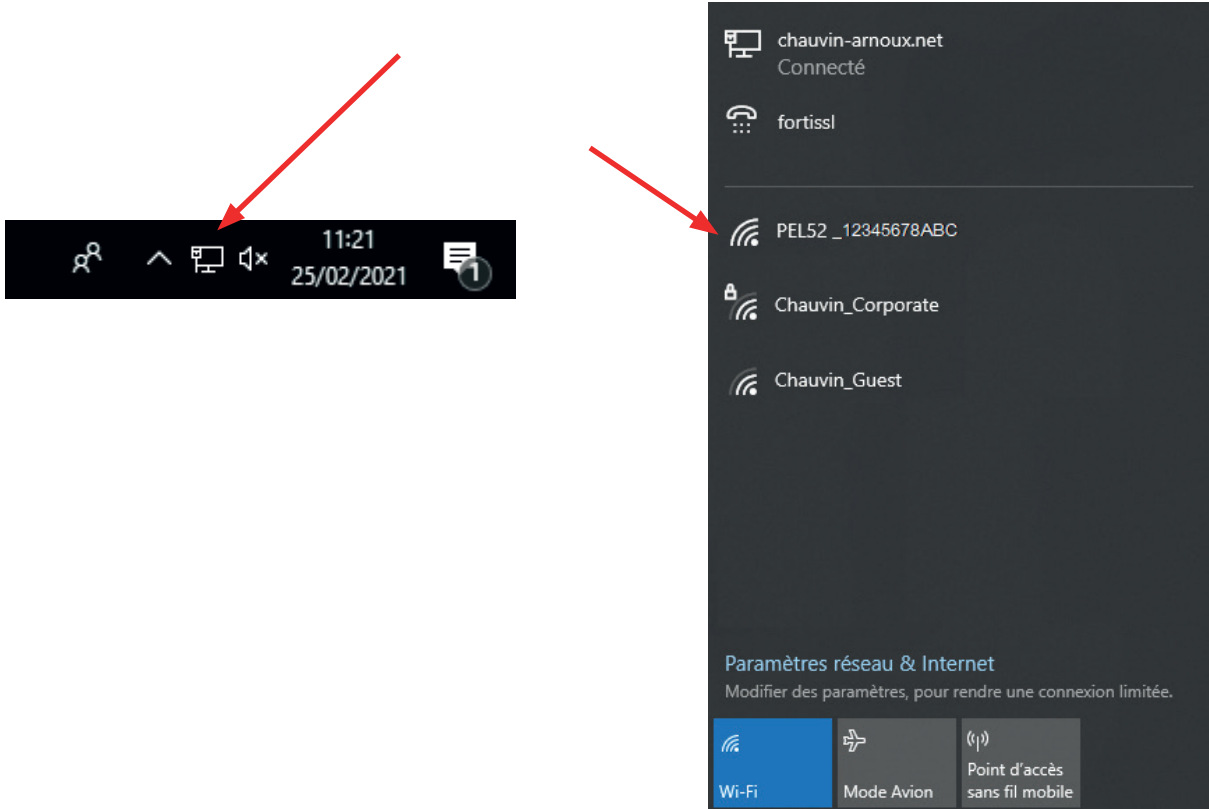 11:21
25/02/2021
1
chauvin-arnoux.net
Connecté
fortissl
PEL52 _12345678ABC
Chauvin_Corporate
Chauvin_Guest
Paramètres réseau & Internet
Modifier des paramètres, pour rendre une connexion limitée.
Wi-Fi
Mode Avion
Point d'accès
sans fil mobile